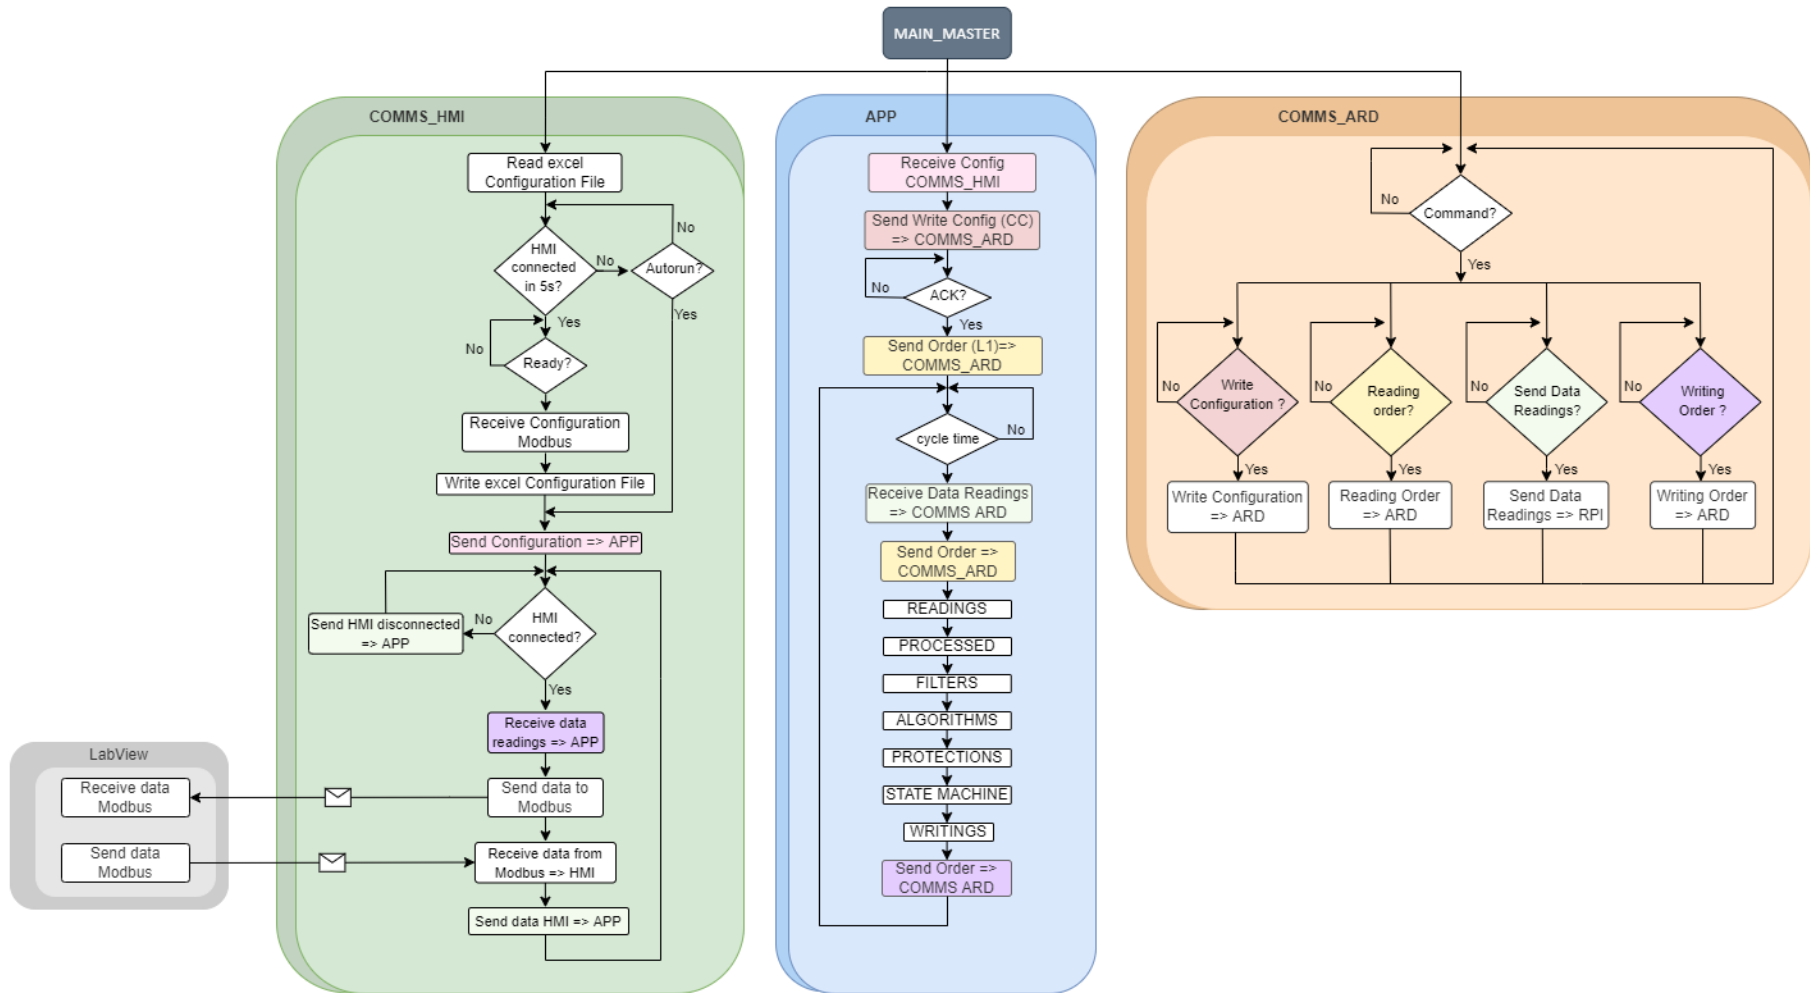 MAIN_MASTER
COMMS_HMI
Read excel
Configuration File
No
HMI
connected
in 5s?
No
Autorun?
Yes
Yes
No
Ready?
Receive Configuration
Modbus
Write excel Configuration File
Send Configuration => APP
Send HMI disconnected
=> APP
No
HMI
connected?
Yes
Receive data
readings => APP
Send data to
Modbus
Receive data from
Modbus => HMI
Send data HMI => APP
LabView
Receive data
Modbus
Send data
Modbus
APP
Receive Config
COMMS_HMI
Send Write Config (CC)
=> COMMS_ARD
No
ACK?
Yes
Send Order (L1)=>
COMMS_ARD
cycle time
No
Receive Data Readings
=> COMMS ARD
Send Order =>
COMMS_ARD
READINGS
PROCESSED
FILTERS
ALGORITHMS
PROTECTIONS
STATE MACHINE
WRITINGS
Send Order =>
COMMS ARD
COMMS_ARD
No
Command?
Yes
No
Write
Configuration ?
Yes
Write Configuration
=> ARD
No
Reading
order?
Yes
Reading Order
=> ARD
No
Send Data
Readings?
Yes
Send Data
Readings => RPI
No
Writing
Order ?
Yes
Writing Order
=> ARD